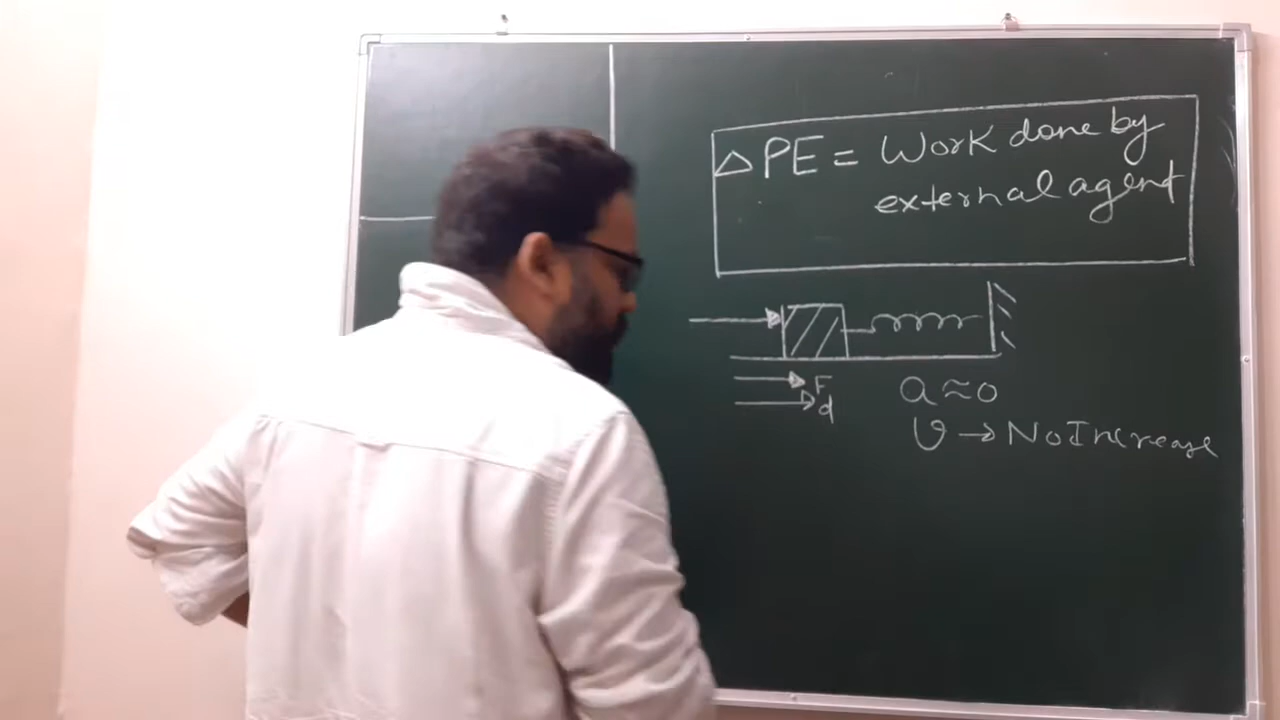 △ PE = Work done by
external agent
F
d
a ≈ 0
v → No Increase